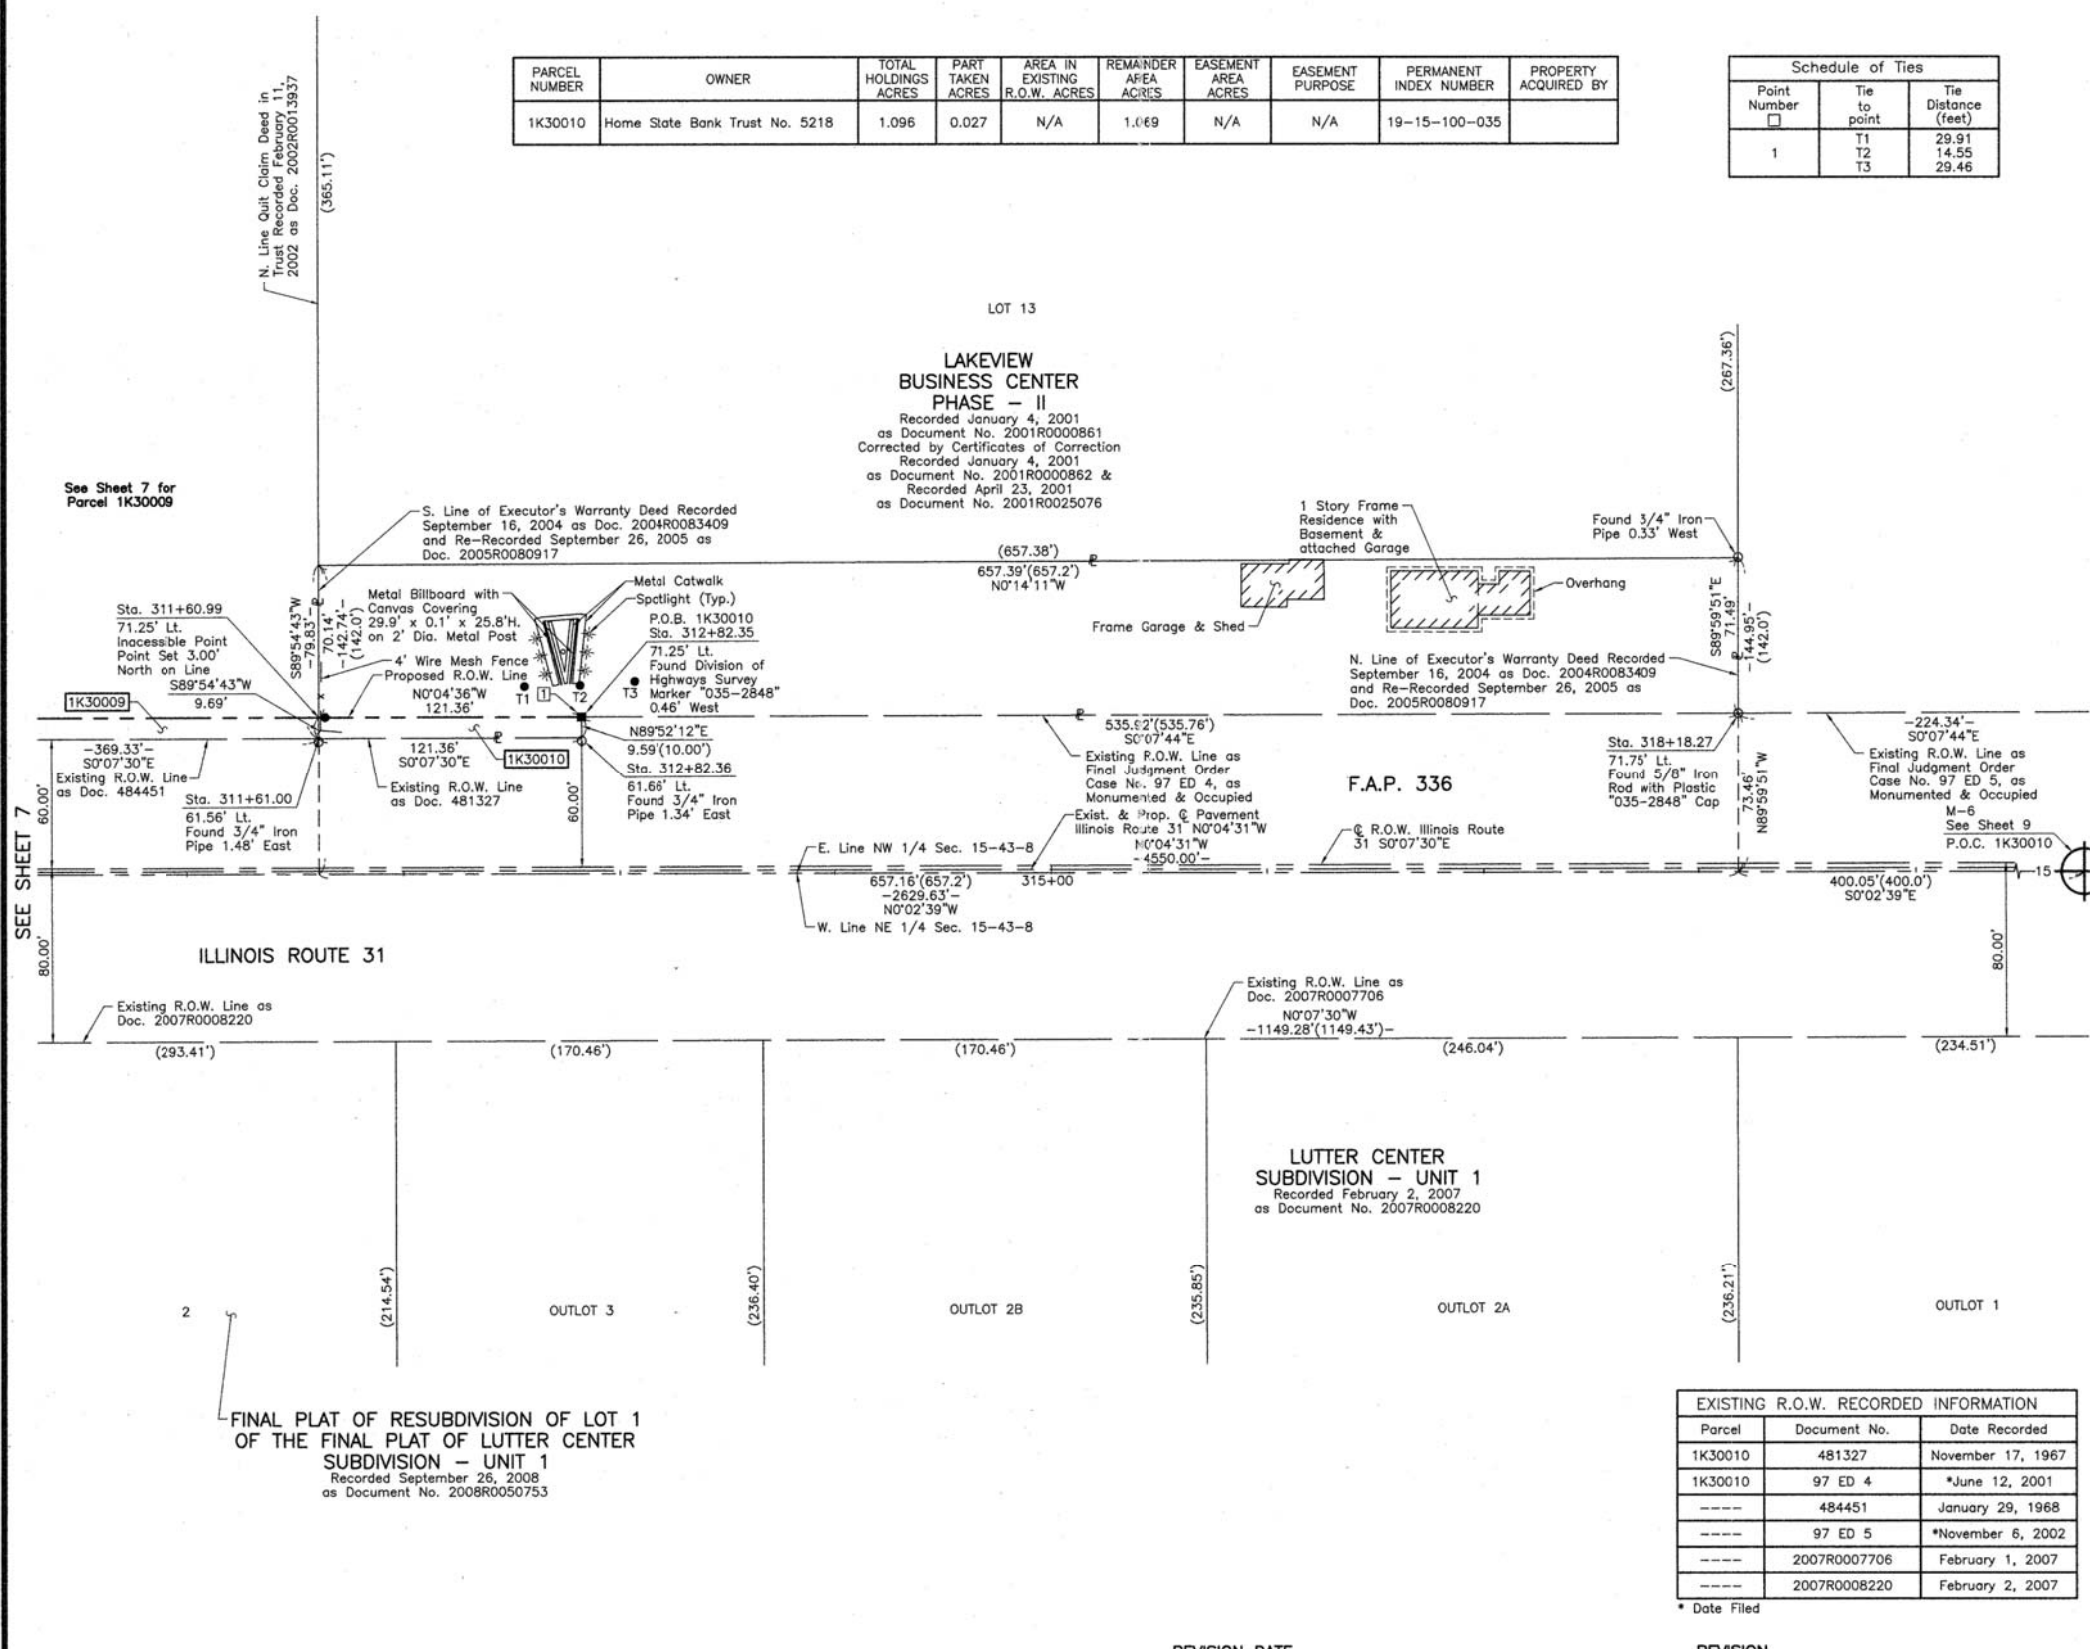 PARCEL NUMBER | OWNER | TOTAL HOLDINGS ACRES | PART TAKEN ACRES | AREA IN EXISTING R.O.W. ACRES | REMAINDER AREA ACRES | EASEMENT AREA ACRES | EASEMENT PURPOSE | PERMANENT INDEX NUMBER | PROPERTY ACQUIRED BY
1K30010 | Home State Bank Trust No. 5218 | 1.096 | 0.027 | N/A | 1.069 | N/A | N/A | 19-15-100-035
Schedule of Ties
Point Number □ | Tie to point | Tie Distance (feet)
1 | T1 | 29.91
T2 | 14.55
T3 | 29.46
N. Line Quit Claim Deed in
Trust Recorded February 11,
2002 as Doc. 2002R0013937
(365.11')
LOT 13
LAKEVIEW
BUSINESS CENTER
PHASE - II
Recorded January 4, 2001
as Document No. 2001R0000861
Corrected by Certificates of Correction
Recorded January 4, 2001
as Document No. 2001R0000862 &
Recorded April 23, 2001
as Document No. 2001R0025076
(267.36')
See Sheet 7 for
Parcel 1K30009
S. Line of Executor's Warranty Deed Recorded
September 16, 2004 as Doc. 2004R0083409
and Re-Recorded September 26, 2005 as
Doc. 2005R0080917
(657.38')
657.39'(657.2')
N0°14'11"W
1 Story Frame
Residence with
Basement &
attached Garage
Found 3/4" Iron
Pipe 0.33' West
Overhang
Frame Garage & Shed
Metal Billboard with
Canvas Covering
29.9' x 0.1' x 25.8'H.
on 2' Dia. Metal Post
Metal Catwalk
Spotlight (Typ.)
P.O.B. 1K30010
Sta. 312+82.35
71.25' Lt.
Found Division of
Highways Survey
Marker "035-2848"
0.46' West
Sta. 311+60.99
71.25' Lt.
Inacessible Point
Point Set 3.00'
North on Line
S89°54'43"W
9.69'
S89°54'43"W
-79.83'-
70.14'
-142.74'-
(142.0')
4' Wire Mesh Fence
Proposed R.O.W. Line
N0°04'36"W
121.36'
T1
1
T2
T3
x
1K30009
S89°59'51"E
71.49'
-144.95'-
(142.0')
N. Line of Executor's Warranty Deed Recorded
September 16, 2004 as Doc. 2004R0083409
and Re-Recorded September 26, 2005 as
Doc. 2005R0080917
-369.33'-
S0°07'30"E
Existing R.O.W. Line
as Doc. 484451
121.36'
S0°07'30"E
1K30010
Existing R.O.W. Line
as Doc. 481327
Sta. 311+61.00
61.56' Lt.
Found 3/4" Iron
Pipe 1.48' East
N89°52'12"E
9.59'(10.00')
Sta. 312+82.36
61.66' Lt.
Found 3/4" Iron
Pipe 1.34' East
60.00'
60.00'
535.92'(535.76')
S0°07'44"E
Existing R.O.W. Line as
Final Judgment Order
Case No. 97 ED 4, as
Monumented & Occupied
Exist. & Prop. ℄ Pavement
Illinois Route 31 N0°04'31"W
N0°04'31"W
-4550.00'-
F.A.P. 336
℄ R.O.W. Illinois Route
31 S0°07'30"E
Sta. 318+18.27
71.75' Lt.
Found 5/8" Iron
Rod with Plastic
"035-2848" Cap
73.46'
N89°59'51"W
-224.34'-
S0°07'44"E
Existing R.O.W. Line as
Final Judgment Order
Case No. 97 ED 5, as
Monumented & Occupied
M-6
See Sheet 9
P.O.C. 1K30010
15
E. Line NW 1/4 Sec. 15-43-8
657.16'(657.2')
-2629.63'-
N0°02'39"W
315+00
W. Line NE 1/4 Sec. 15-43-8
400.05'(400.0')
S0°02'39"E
SEE SHEET 7
80.00'
80.00'
ILLINOIS ROUTE 31
Existing R.O.W. Line as
Doc. 2007R0008220
Existing R.O.W. Line as
Doc. 2007R0007706
N0°07'30"W
-1149.28'(1149.43')-
(293.41')
(170.46')
(170.46')
(246.04')
(234.51')
LUTTER CENTER
SUBDIVISION - UNIT 1
Recorded February 2, 2007
as Document No. 2007R0008220
2
(214.54')
OUTLOT 3
(236.40')
OUTLOT 2B
(235.85')
OUTLOT 2A
(236.21')
OUTLOT 1
FINAL PLAT OF RESUBDIVISION OF LOT 1
OF THE FINAL PLAT OF LUTTER CENTER
SUBDIVISION - UNIT 1
Recorded September 26, 2008
as Document No. 2008R0050753
EXISTING R.O.W. RECORDED INFORMATION
Parcel | Document No. | Date Recorded
1K30010 | 481327 | November 17, 1967
1K30010 | 97 ED 4 | *June 12, 2001
---- | 484451 | January 29, 1968
---- | 97 ED 5 | *November 6, 2002
---- | 2007R0007706 | February 1, 2007
---- | 2007R0008220 | February 2, 2007
* Date Filed
REVISION DATE
REVISION